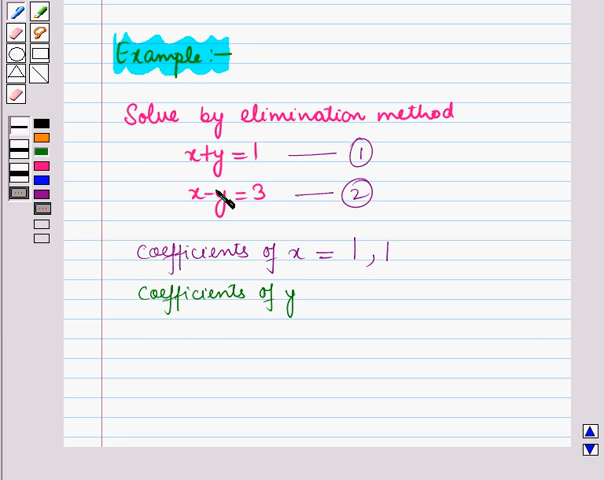 Example :-
Solve by elimination method
x+y = 1 —— ①
x-y = 3 —— ②
Coefficients of x = 1, 1
Coefficients of y